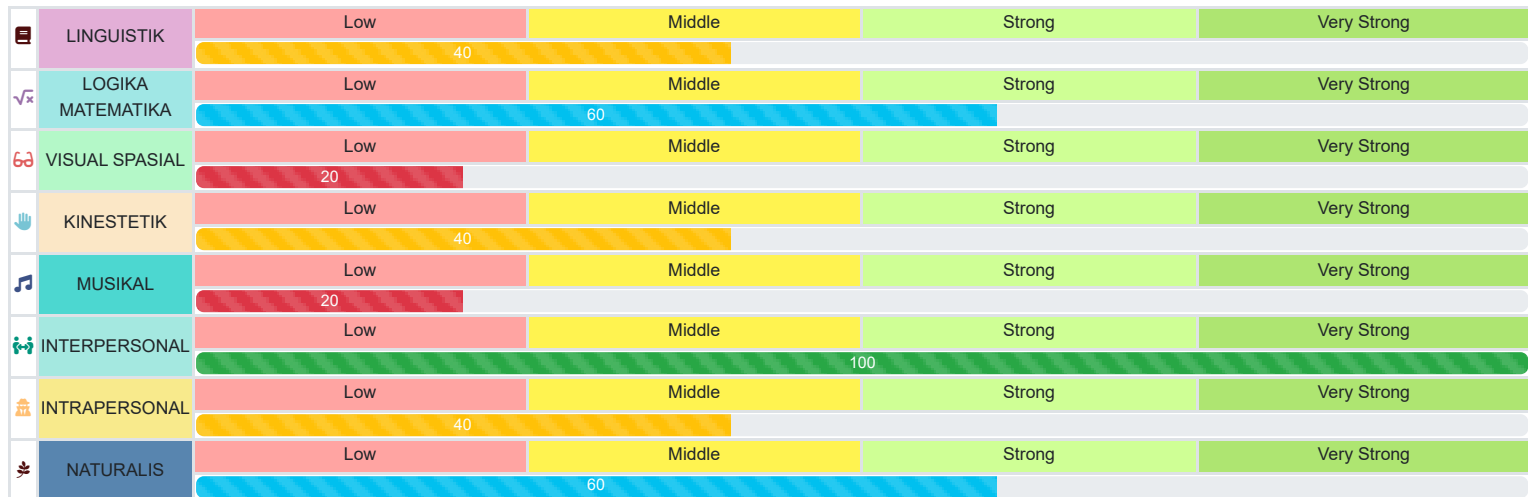 LINGUISTIK
Low Middle Strong Very Strong
40
LOGIKA
MATEMATIKA
Low Middle Strong Very Strong
60
VISUAL SPASIAL
Low Middle Strong Very Strong
20
KINESTETIK
Low Middle Strong Very Strong
40
MUSIKAL
Low Middle Strong Very Strong
20
INTERPERSONAL
Low Middle Strong Very Strong
100
INTRAPERSONAL
Low Middle Strong Very Strong
40
NATURALIS
Low Middle Strong Very Strong
60